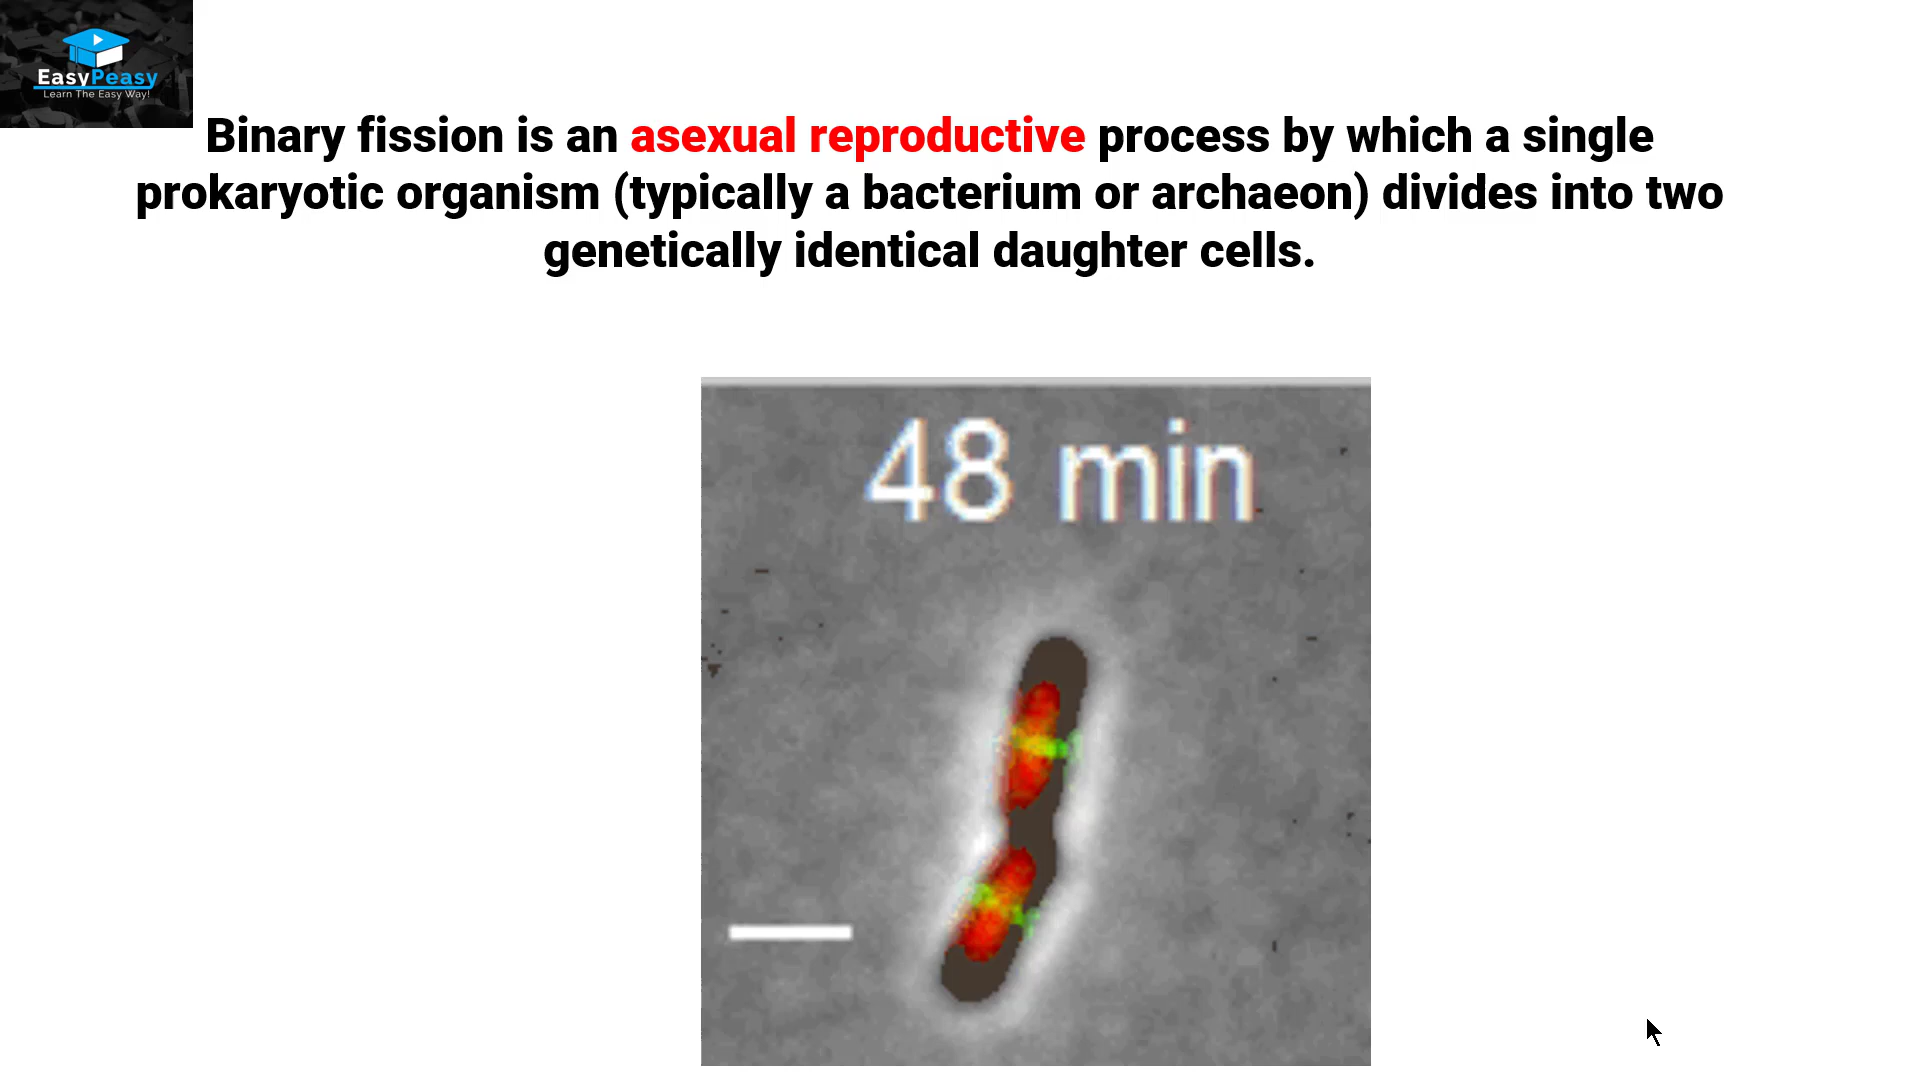 EasyPeasy
Learn The Easy Way!
Binary fission is an asexual reproductive process by which a single
prokaryotic organism (typically a bacterium or archaeon) divides into two
genetically identical daughter cells.
48 min